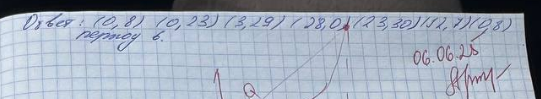 Ответ: (0,8) (0,23) (3,29) (28,0) (23,30) (12,7) (0,8)
период 6.
06.06.25
Q